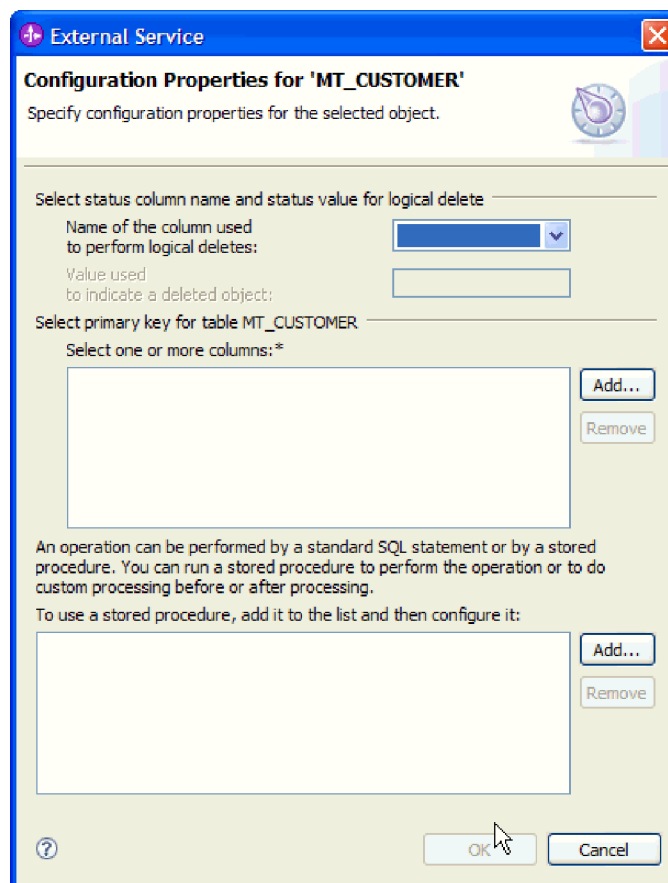 External Service
Configuration Properties for 'MT_CUSTOMER'
Specify configuration properties for the selected object.
Select status column name and status value for logical delete
Name of the column used
to perform logical deletes:
Value used
to indicate a deleted object:
Select primary key for table MT_CUSTOMER
Select one or more columns:*
Add...
Remove
An operation can be performed by a standard SQL statement or by a stored
procedure. You can run a stored procedure to perform the operation or to do
custom processing before or after processing.
To use a stored procedure, add it to the list and then configure it:
Add...
Remove
?
OK
Cancel